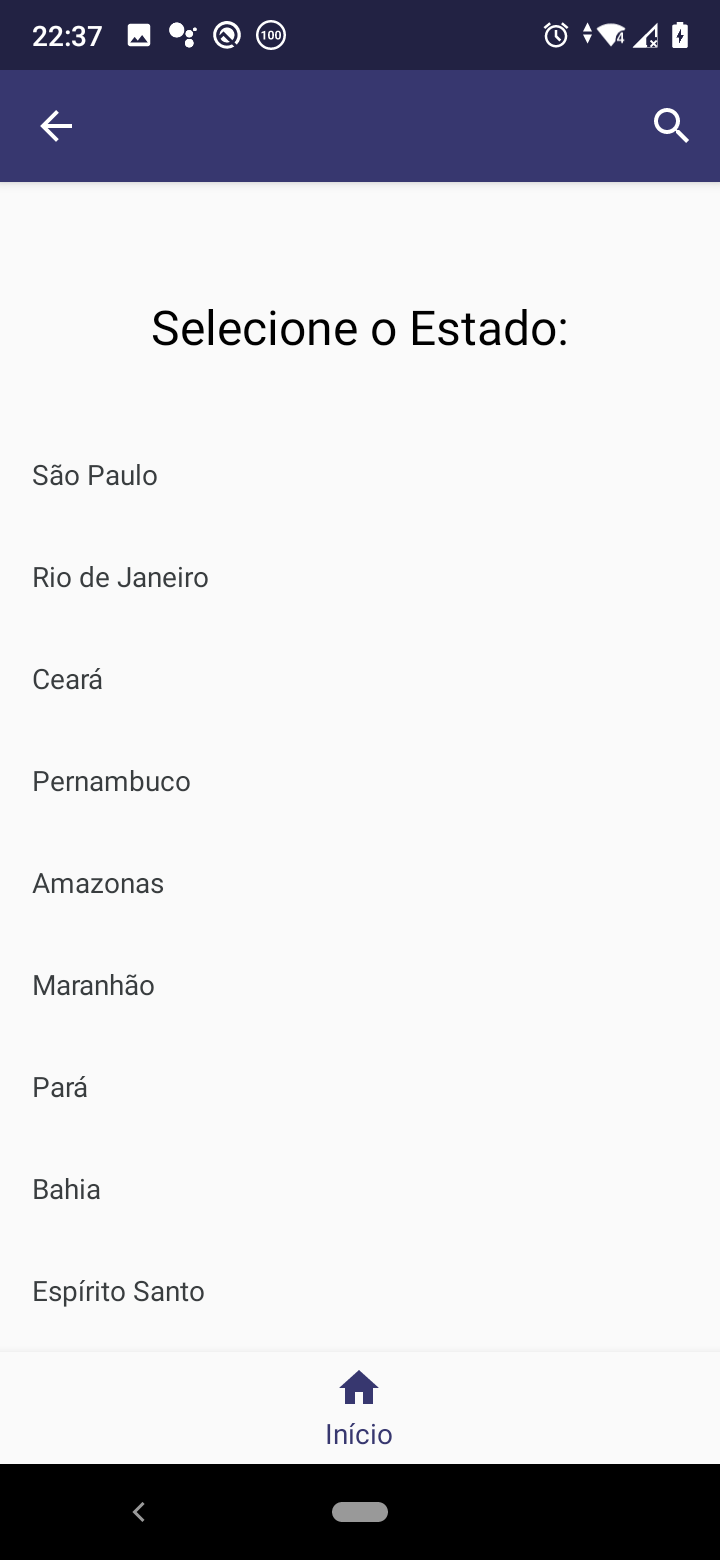 22:37
100
4
Selecione o Estado:
São Paulo
Rio de Janeiro
Ceará
Pernambuco
Amazonas
Maranhão
Pará
Bahia
Espírito Santo
Início